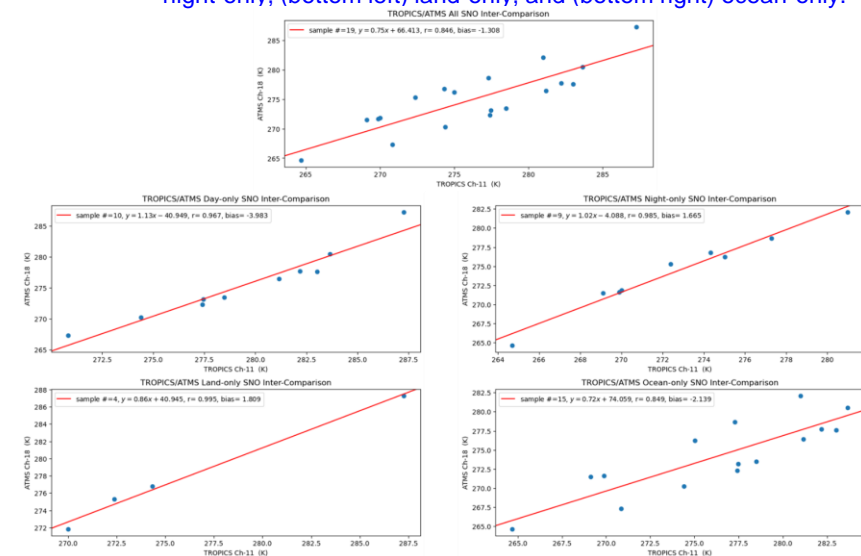 night-only, (bottom left) land-only, and (bottom right) ocean-only.
TROPICS/ATMS All SNO Inter-Comparison
sample #=19, y = 0.75x + 66.413, r= 0.846, bias= -1.308
285
280
275
270
265
ATMS Ch-18 (K)
265 270 275 280 285
TROPICS Ch-11 (K)
TROPICS/ATMS Day-only SNO Inter-Comparison
sample #=10, y = 1.13x − 40.949, r= 0.967, bias= -3.983
285
280
275
270
265
ATMS Ch-18 (K)
272.5 275.0 277.5 280.0 282.5 285.0 287.5
TROPICS Ch-11 (K)
TROPICS/ATMS Night-only SNO Inter-Comparison
sample #=9, y = 1.02x − 4.088, r= 0.985, bias= 1.665
282.5
280.0
277.5
275.0
272.5
270.0
267.5
265.0
ATMS Ch-18 (K)
264 266 268 270 272 274 276 278 280
TROPICS Ch-11 (K)
TROPICS/ATMS Land-only SNO Inter-Comparison
sample #=4, y = 0.86x + 40.945, r= 0.995, bias= 1.809
288
286
284
282
280
278
276
274
272
ATMS Ch-18 (K)
270.0 272.5 275.0 277.5 280.0 282.5 285.0 287.5
TROPICS Ch-11 (K)
TROPICS/ATMS Ocean-only SNO Inter-Comparison
sample #=15, y = 0.72x + 74.059, r= 0.849, bias= -2.139
282.5
280.0
277.5
275.0
272.5
270.0
267.5
265.0
ATMS Ch-18 (K)
265.0 267.5 270.0 272.5 275.0 277.5 280.0 282.5
TROPICS Ch-11 (K)